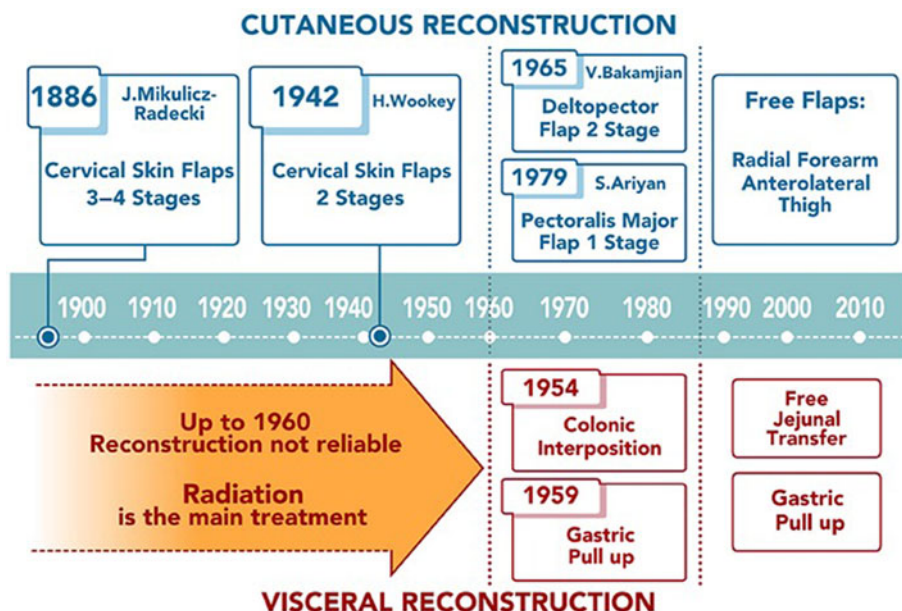 CUTANEOUS RECONSTRUCTION
1886
J.Mikulicz-
Radecki
Cervical Skin Flaps
3–4 Stages
1942
H.Wookey
Cervical Skin Flaps
2 Stages
1965
V.Bakamjian
Deltopector
Flap 2 Stage
1979
S.Ariyan
Pectoralis Major
Flap 1 Stage
Free Flaps:
Radial Forearm
Anterolateral
Thigh
1900 1910 1920 1930 1940 1950 1960 1970 1980 1990 2000 2010
Up to 1960
Reconstruction not reliable
Radiation
is the main treatment
1954
Colonic
Interposition
1959
Gastric
Pull up
Free
Jejunal
Transfer
Gastric
Pull up
VISCERAL RECONSTRUCTION